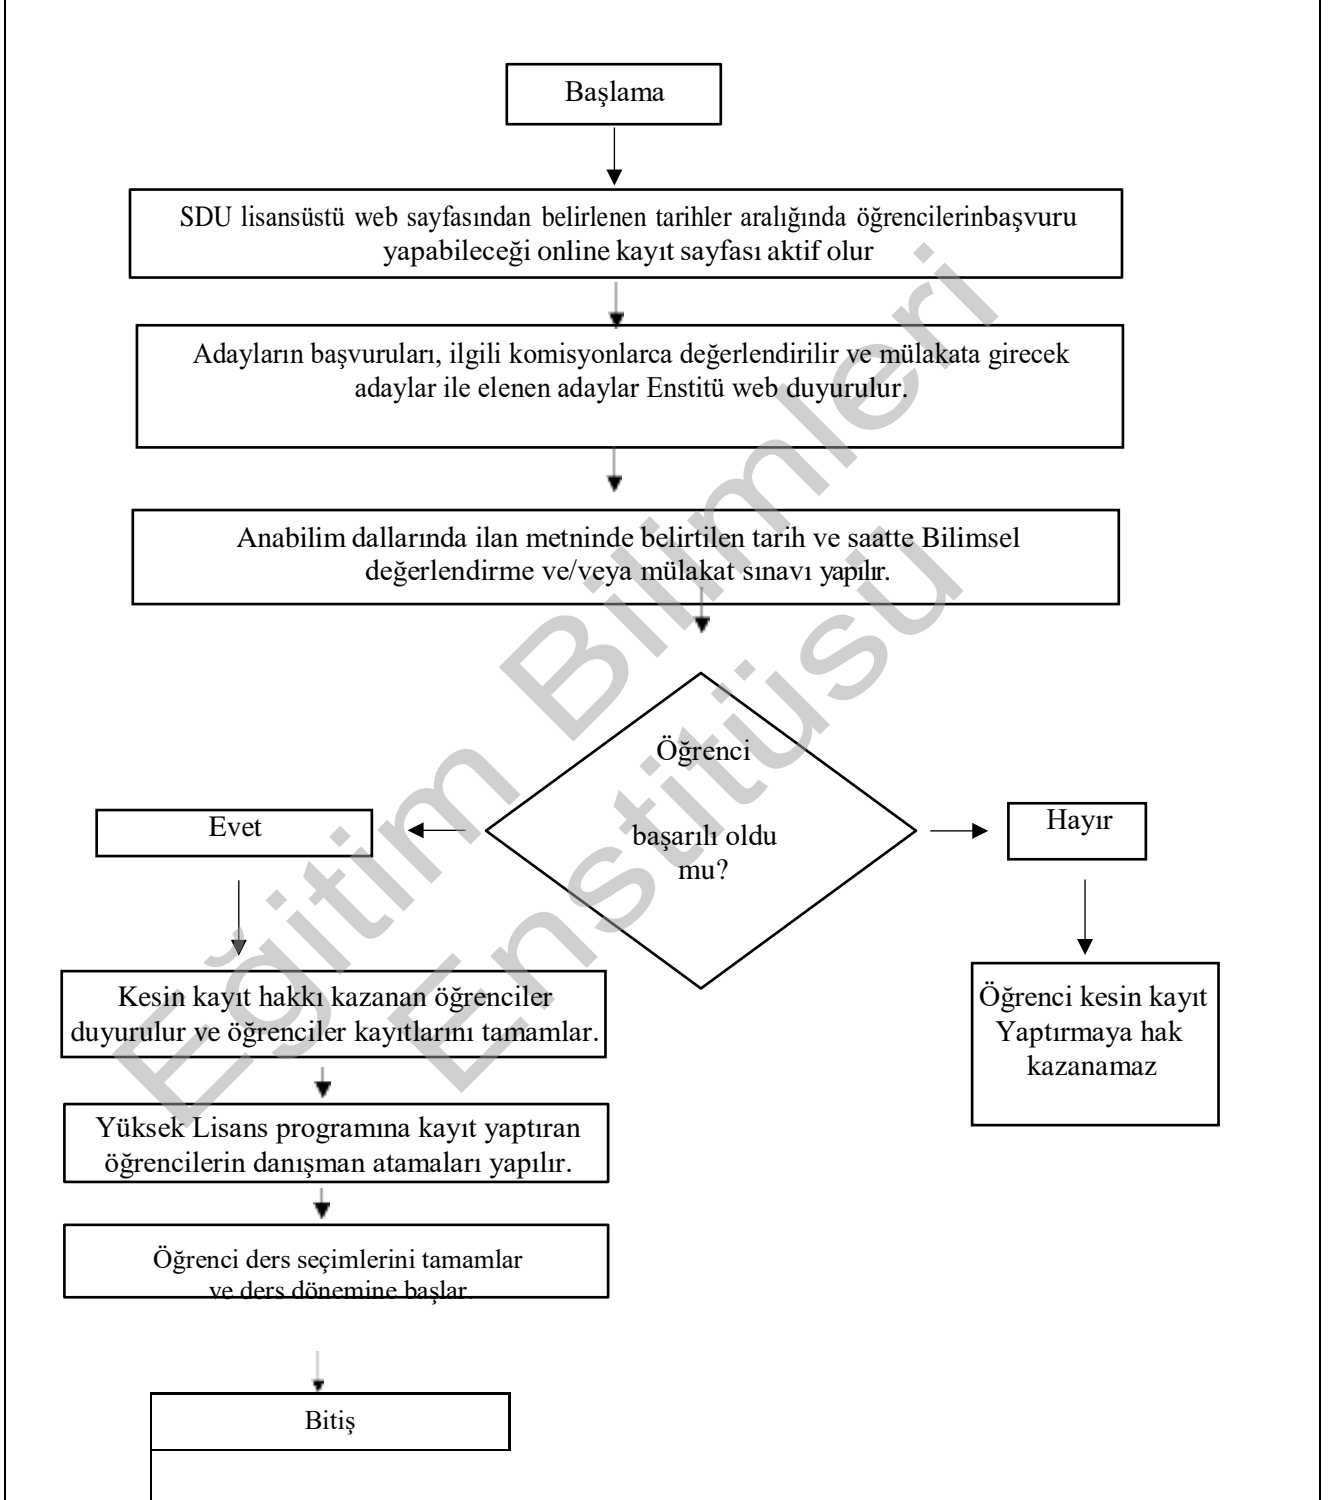 Başlama
SDU lisansüstü web sayfasından belirlenen tarihler aralığında öğrencilerinbaşvuru
yapabileceği online kayıt sayfası aktif olur
Adayların başvuruları, ilgili komisyonlarca değerlendirilir ve mülakata girecek
adaylar ile elenen adaylar Enstitü web duyurulur.
Anabilim dallarında ilan metninde belirtilen tarih ve saatte Bilimsel
değerlendirme ve/veya mülakat sınavı yapılır.
Öğrenci
başarılı oldu
mu?
Evet
Hayır
Kesin kayıt hakkı kazanan öğrenciler
duyurulur ve öğrenciler kayıtlarını tamamlar.
Öğrenci kesin kayıt
Yaptırmaya hak
kazanamaz
Yüksek Lisans programına kayıt yaptıran
öğrencilerin danışman atamaları yapılır.
Öğrenci ders seçimlerini tamamlar
ve ders dönemine başlar.
Bitiş
Eğitim Bilimleri
Enstitüsü